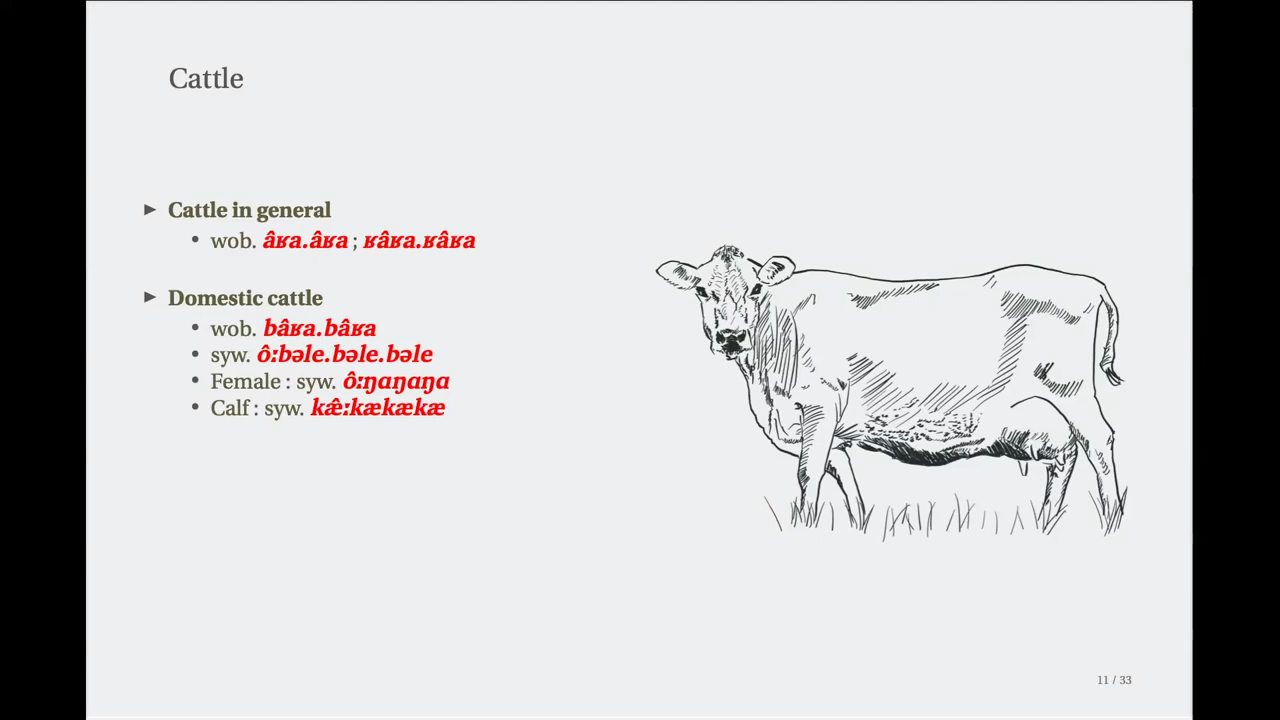 Cattle
► Cattle in general
• wob. âʁa.âʁa ; ʁâʁa.ʁâʁa
► Domestic cattle
• wob. bâʁa.bâʁa
• syw. ô:bəle.bəle.bəle
• Female : syw. ô:ŋɑŋɑŋɑ
• Calf : syw. kæ̂:kækækæ
11 / 33